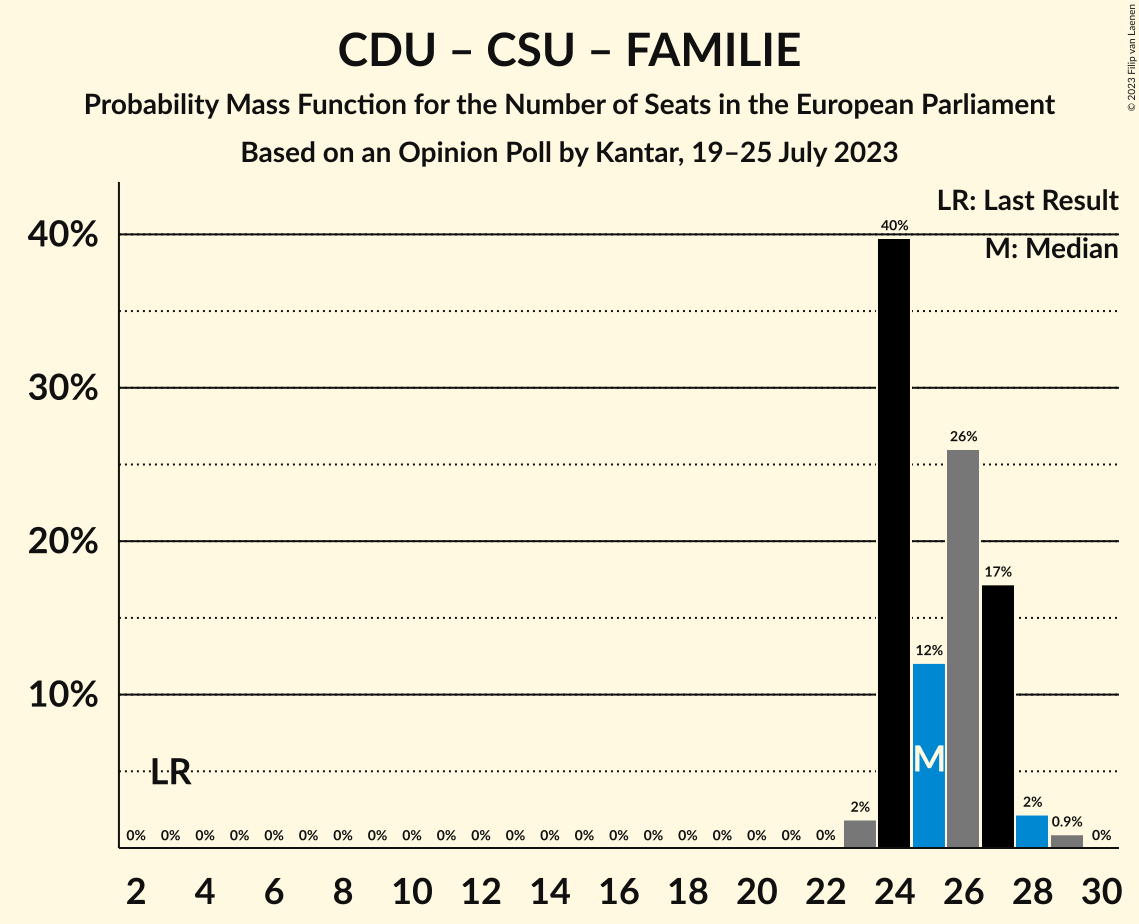 CDU – CSU – FAMILIE
Probability Mass Function for the Number of Seats in the European Parliament
Based on an Opinion Poll by Kantar, 19–25 July 2023
© 2023 Filip van Laenen
LR: Last Result
M: Median
40%
30%
20%
10%
LR
M
0% 0% 0% 0% 0% 0% 0% 0% 0% 0% 0% 0% 0% 0% 0% 0% 0% 0% 0% 0% 0% 2% 40% 12% 26% 17% 2% 0.9% 0%
2 4 6 8 10 12 14 16 18 20 22 24 26 28 30